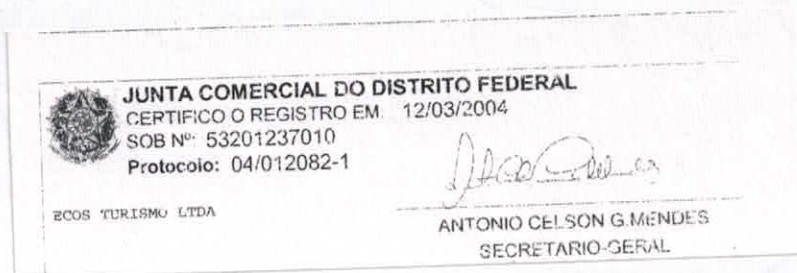 JUNTA COMERCIAL DO DISTRITO FEDERAL
CERTIFICO O REGISTRO EM: 12/03/2004
SOB Nº: 53201237010
Protocolo: 04/012082-1
ECOS TURISMO LTDA
ANTONIO CELSON G.MENDES
SECRETARIO-GERAL